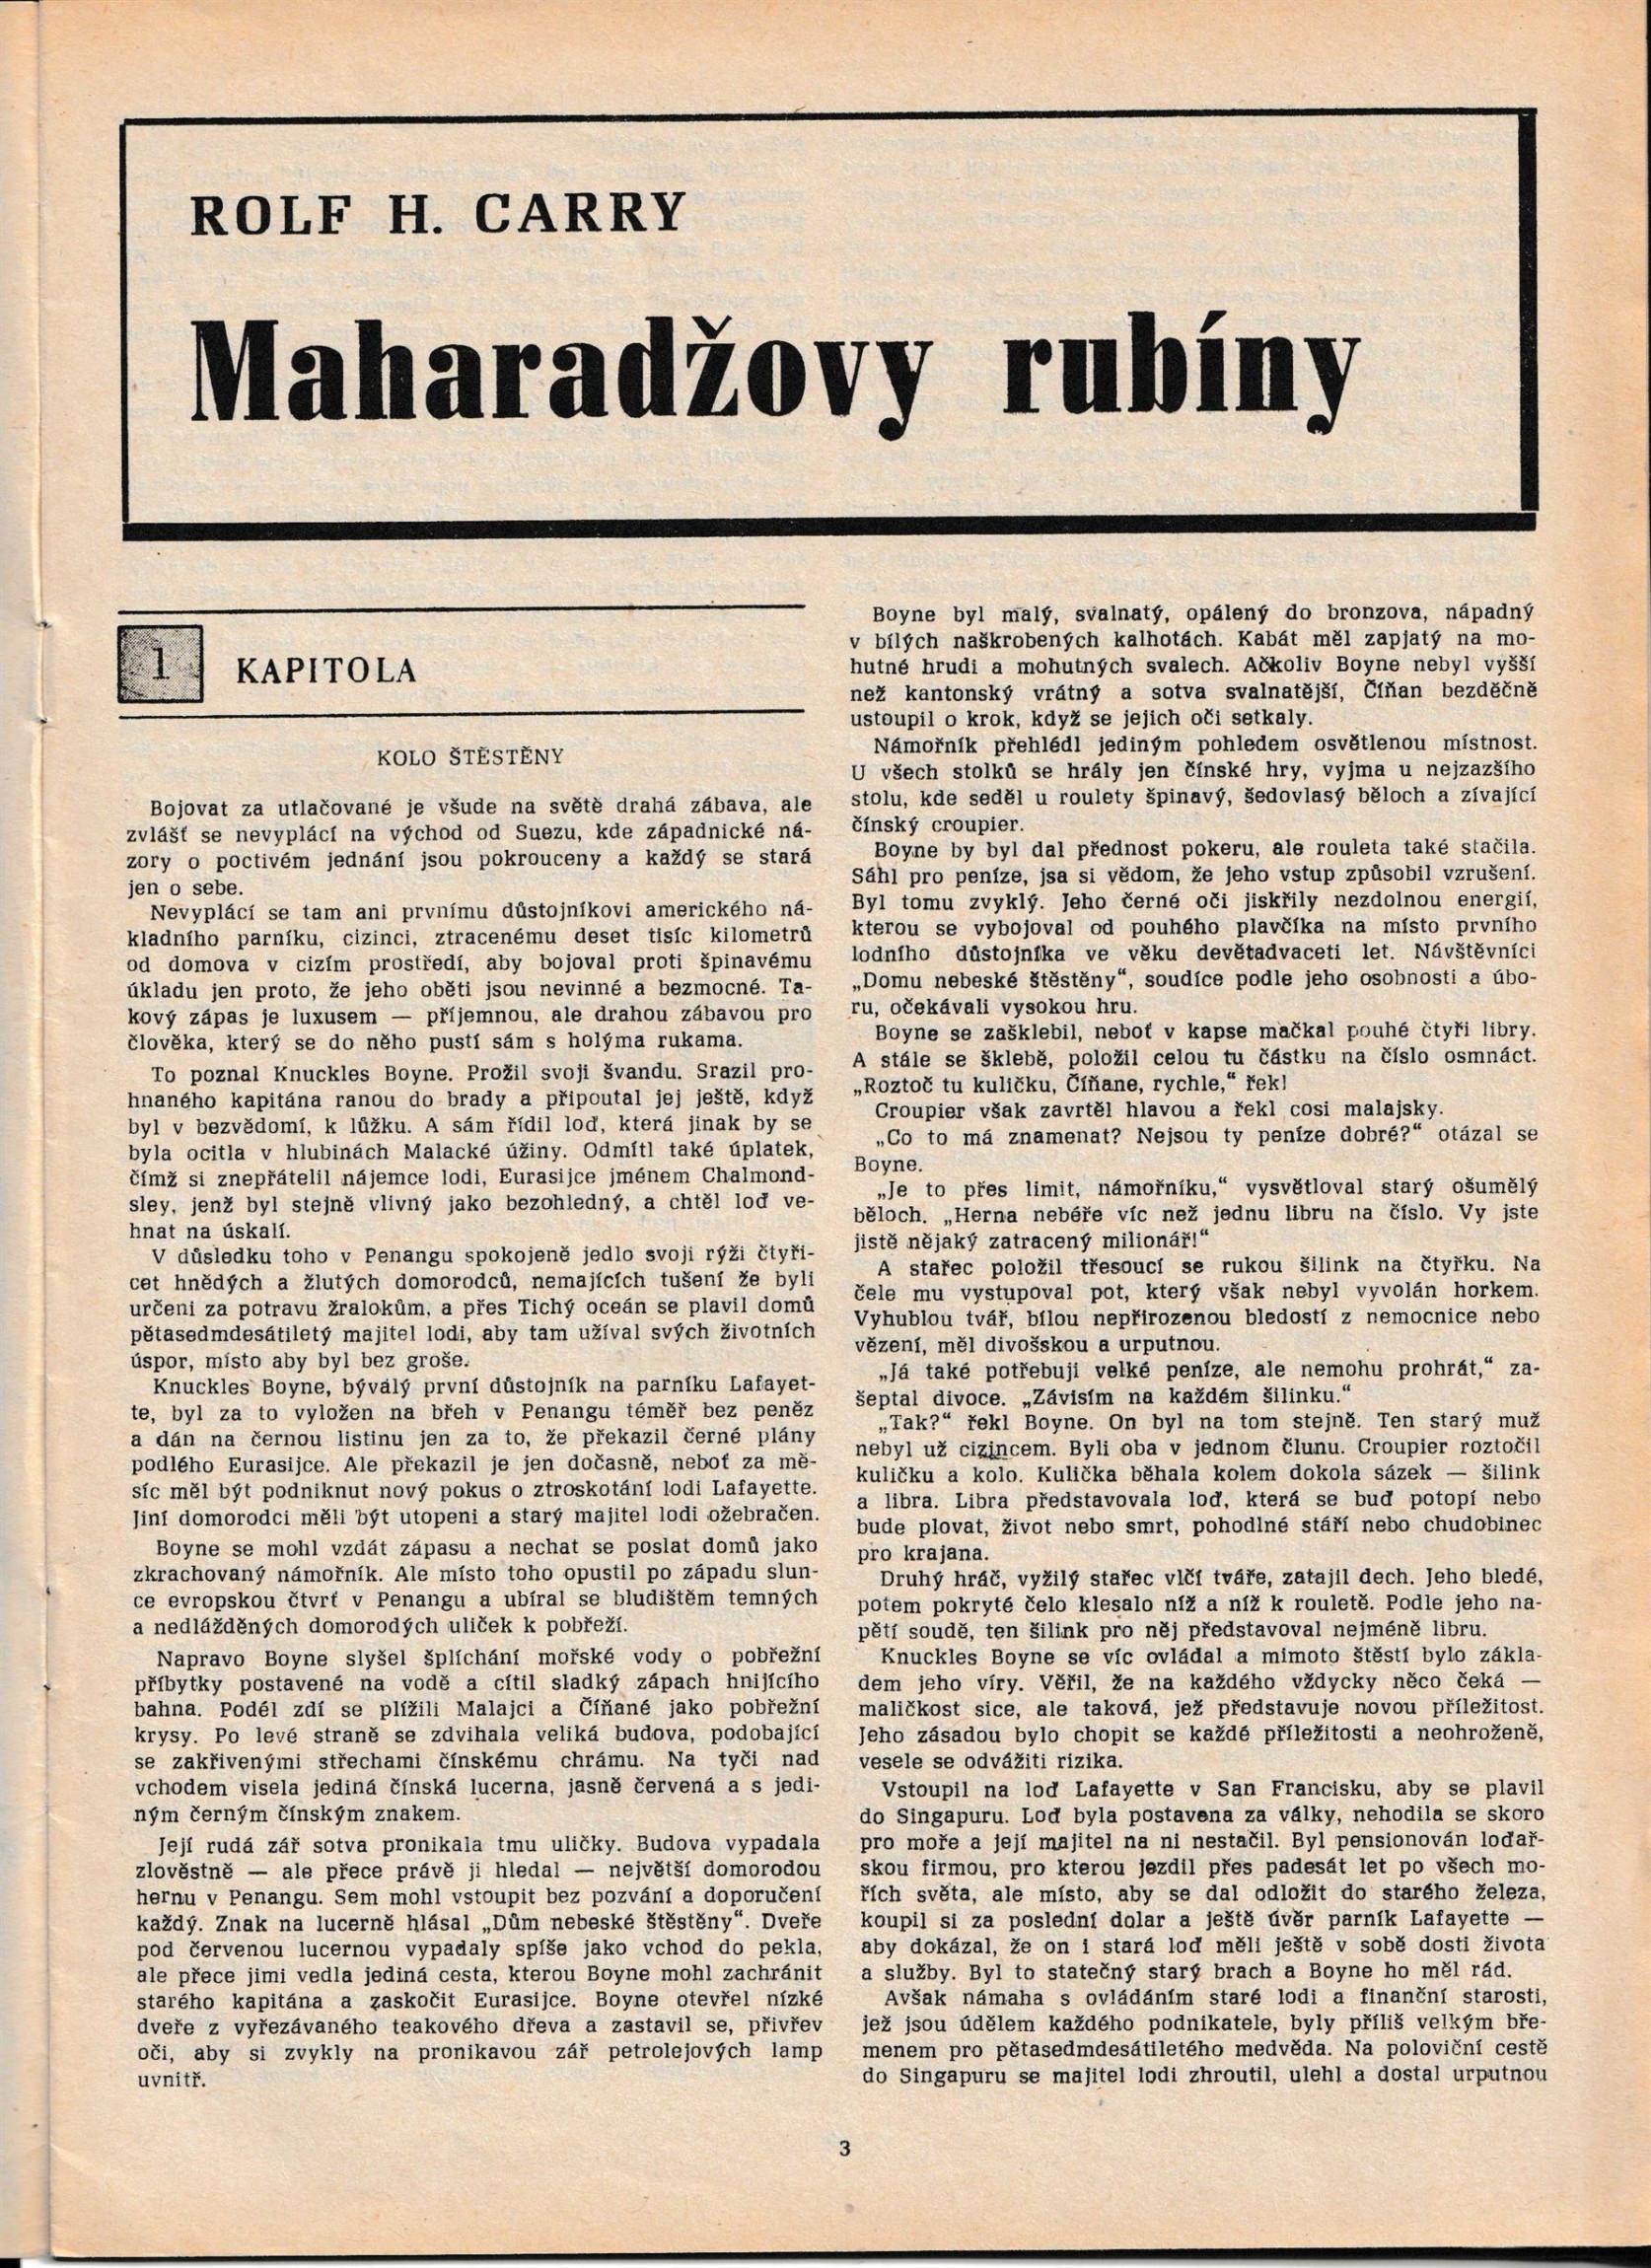 ROLF H. CARRY
Maharadžovy rubíny
1
KAPITOLA
KOLO ŠTĚSTĚNY
Bojovat za utlačované je všude na světě drahá zábava, ale
zvlášť se nevyplácí na východ od Suezu, kde západnické ná-
zory o poctivém jednání jsou pokrouceny a každý se stará
jen o sebe.
Nevyplácí se tam ani prvnímu důstojníkovi amerického ná-
kladního parníku, cizinci, ztracenému deset tisíc kilometrů
od domova v cizím prostředí, aby bojoval proti špinavému
úkladu jen proto, že jeho oběti jsou nevinné a bezmocné. Ta-
kový zápas je luxusem — příjemnou, ale drahou zábavou pro
člověka, který se do něho pustí sám s holýma rukama.
To poznal Knuckles Boyne. Prožil svoji švandu. Srazil pro-
hnaného kapitána ranou do brady a připoutal jej ještě, když
byl v bezvědomí, k lůžku. A sám řídil loď, která jinak by se
byla ocitla v hlubinách Malacké úžiny. Odmítl také úplatek,
čímž si znepřátelil nájemce lodi, Eurasijce jménem Chalmond-
sley, jenž byl stejně vlivný jako bezohledný, a chtěl loď ve-
hnat na úskalí.
V důsledku toho v Penangu spokojeně jedlo svoji rýži čtyři-
cet hnědých a žlutých domorodců, nemajících tušení že byli
určeni za potravu žralokům, a přes Tichý oceán se plavil domů
pětasedmdesátiletý majitel lodi, aby tam užíval svých životních
úspor, místo aby byl bez groše.
Knuckles Boyne, bývalý první důstojník na parníku Lafayet-
te, byl za to vyložen na břeh v Penangu téměř bez peněz
a dán na černou listinu jen za to, že překazil černé plány
podlého Eurasijce. Ale překazil je jen dočasně, neboť za mě-
síc měl být podniknut nový pokus o ztroskotání lodi Lafayette.
Jiní domorodci měli být utopeni a starý majitel lodi ožebračen.
Boyne se mohl vzdát zápasu a nechat se poslat domů jako
zkrachovaný námořník. Ale místo toho opustil po západu slun-
ce evropskou čtvrť v Penangu a ubíral se bludištěm temných
a nedlážděných domorodých uliček k pobřeží.
Napravo Boyne slyšel šplíchání mořské vody o pobřežní
příbytky postavené na vodě a cítil sladký zápach hnijícího
bahna. Podél zdí se plížili Malajci a Číňané jako pobřežní
krysy. Po levé straně se zdvihala veliká budova, podobající
se zakřivenými střechami čínskému chrámu. Na tyči nad
vchodem visela jediná čínská lucerna, jasně červená a s jedi-
ným černým čínským znakem.
Její rudá zář sotva pronikala tmu uličky. Budova vypadala
zlověstně — ale přece právě ji hledal — největší domorodou
hernu v Penangu. Sem mohl vstoupit bez pozvání a doporučení
každý. Znak na lucerně hlásal „Dům nebeské štěstěny“. Dveře
pod červenou lucernou vypadaly spíše jako vchod do pekla,
ale přece jimi vedla jediná cesta, kterou Boyne mohl zachránit
starého kapitána a zaskočit Eurasijce. Boyne otevřel nízké
dveře z vyřezávaného teakového dřeva a zastavil se, přivřev
oči, aby si zvykly na pronikavou zář petrolejových lamp
uvnitř.
Boyne byl malý, svalnatý, opálený do bronzova, nápadný
v bílých naškrobených kalhotách. Kabát měl zapjatý na mo-
hutné hrudi a mohutných svalech. Ačkoliv Boyne nebyl vyšší
než kantonský vrátný a sotva svalnatější, Číňan bezděčně
ustoupil o krok, když se jejich oči setkaly.
Námořník přehlédl jediným pohledem osvětlenou místnost.
U všech stolků se hrály jen čínské hry, vyjma u nejzazšího
stolu, kde seděl u roulety špinavý, šedovlasý běloch a zívající
čínský croupier.
Boyne by byl dal přednost pokeru, ale rouleta také stačila.
Sáhl pro peníze, jsa si vědom, že jeho vstup způsobil vzrušení.
Byl tomu zvyklý. Jeho černé oči jiskřily nezdolnou energií,
kterou se vybojoval od pouhého plavčíka na místo prvního
lodního důstojníka ve věku devětadvaceti let. Návštěvníci
„Domu nebeské štěstěny“, soudíce podle jeho osobnosti a úbo-
ru, očekávali vysokou hru.
Boyne se zašklebil, neboť v kapse mačkal pouhé čtyři libry.
A stále se šklebě, položil celou tu částku na číslo osmnáct.
„Roztoč tu kuličku, Číňane, rychle,“ řekl
Croupier však zavrtěl hlavou a řekl cosi malajsky.
„Co to má znamenat? Nejsou ty peníze dobré?“ otázal se
Boyne.
„Je to přes limit, námořníku,“ vysvětloval starý ošumělý
běloch. „Herna nebéře víc než jednu libru na číslo. Vy jste
jistě nějaký zatracený milionář!“
A stařec položil třesoucí se rukou šilink na čtyřku. Na
čele mu vystupoval pot, který však nebyl vyvolán horkem.
Vyhublou tvář, bílou nepřirozenou bledostí z nemocnice nebo
vězení, měl divošskou a urputnou.
„Já také potřebuji velké peníze, ale nemohu prohrát,“ za-
šeptal divoce. „Závisím na každém šilinku.“
„Tak?“ řekl Boyne. On byl na tom stejně. Ten starý muž
nebyl už cizincem. Byli oba v jednom člunu. Croupier roztočil
kuličku a kolo. Kulička běhala kolem dokola sázek — šilink
a libra. Libra představovala loď, která se buď potopí nebo
bude plovat, život nebo smrt, pohodlné stáří nebo chudobinec
pro krajana.
Druhý hráč, vyžilý stařec vlčí tváře, zatajil dech. Jeho bledé,
potem pokryté čelo klesalo níž a níž k rouletě. Podle jeho na-
pětí soudě, ten šilink pro něj představoval nejméně libru.
Knuckles Boyne se víc ovládal a mimoto štěstí bylo zákla-
dem jeho víry. Věřil, že na každého vždycky něco čeká —
maličkost sice, ale taková, jež představuje novou příležitost.
Jeho zásadou bylo chopit se každé příležitosti a neohroženě,
vesele se odvážiti rizika.
Vstoupil na loď Lafayette v San Francisku, aby se plavil
do Singapuru. Loď byla postavena za války, nehodila se skoro
pro moře a její majitel na ni nestačil. Byl pensionován loďař-
skou firmou, pro kterou jezdil přes padesát let po všech mo-
řích světa, ale místo, aby se dal odložit do starého železa,
koupil si za poslední dolar a ještě úvěr parník Lafayette —
aby dokázal, že on i stará loď měli ještě v sobě dosti života
a služby. Byl to statečný starý brach a Boyne ho měl rád.
Avšak námaha s ovládáním staré lodi a finanční starosti,
jež jsou údělem každého podnikatele, byly příliš velkým bře-
menem pro pětasedmdesátiletého medvěda. Na poloviční cestě
do Singapuru se majitel lodi zhroutil, ulehl a dostal urputnou
3